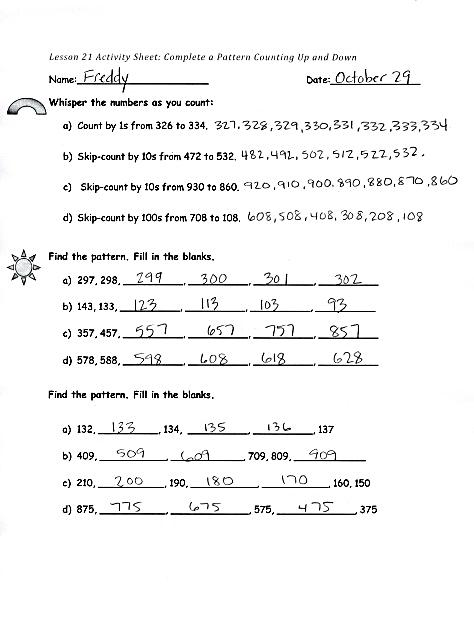 Lesson 21 Activity Sheet: Complete a Pattern Counting Up and Down
Name: Freddy Date: October 29
Whisper the numbers as you count:
a) Count by 1s from 326 to 334. 327,328,329,330,331,332,333,334
b) Skip-count by 10s from 472 to 532. 482,492,502,512,522,532.
c) Skip-count by 10s from 930 to 860. 920,910,900.890,880,870,860
d) Skip-count by 100s from 708 to 108. 608,508,408,308,208,108
Find the pattern. Fill in the blanks.
a) 297, 298, 299, 300, 301, 302
b) 143, 133, 123, 113, 103, 93
c) 357, 457, 557, 657, 757, 857
d) 578, 588, 598, 608, 618, 628
Find the pattern. Fill in the blanks.
a) 132, 133, 134, 135, 136, 137
b) 409, 509, 609, 709, 809, 909
c) 210, 200, 190, 180, 170, 160, 150
d) 875, 775, 675, 575, 475, 375